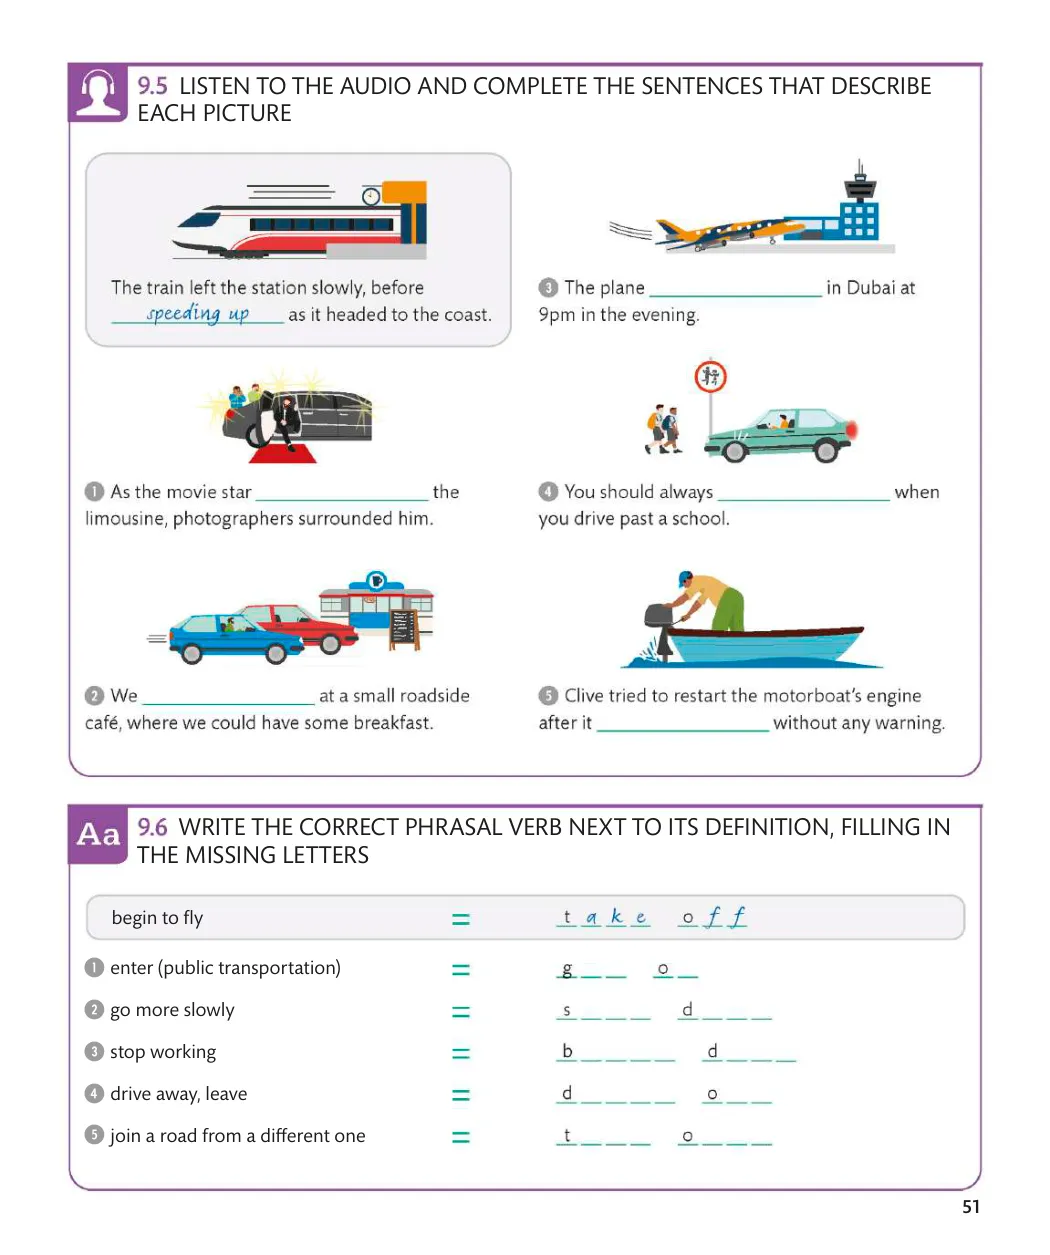 9.5 LISTEN TO THE AUDIO AND COMPLETE THE SENTENCES THAT DESCRIBE
EACH PICTURE
The train left the station slowly, before
speeding up as it headed to the coast.
1 As the movie star ____ the
limousine, photographers surrounded him.
2 We ____ at a small roadside
café, where we could have some breakfast.
3 The plane ____ in Dubai at
9pm in the evening.
4 You should always ____ when
you drive past a school.
5 Clive tried to restart the motorboat's engine
after it ____ without any warning.
Aa 9.6 WRITE THE CORRECT PHRASAL VERB NEXT TO ITS DEFINITION, FILLING IN
THE MISSING LETTERS
begin to fly = t a k e o f f
1 enter (public transportation) = g _ _ o _
2 go more slowly = s _ _ _ d _ _ _
3 stop working = b _ _ _ _ d _ _ _
4 drive away, leave = d _ _ _ _ o _ _
5 join a road from a different one = t _ _ _ o _ _ _
51